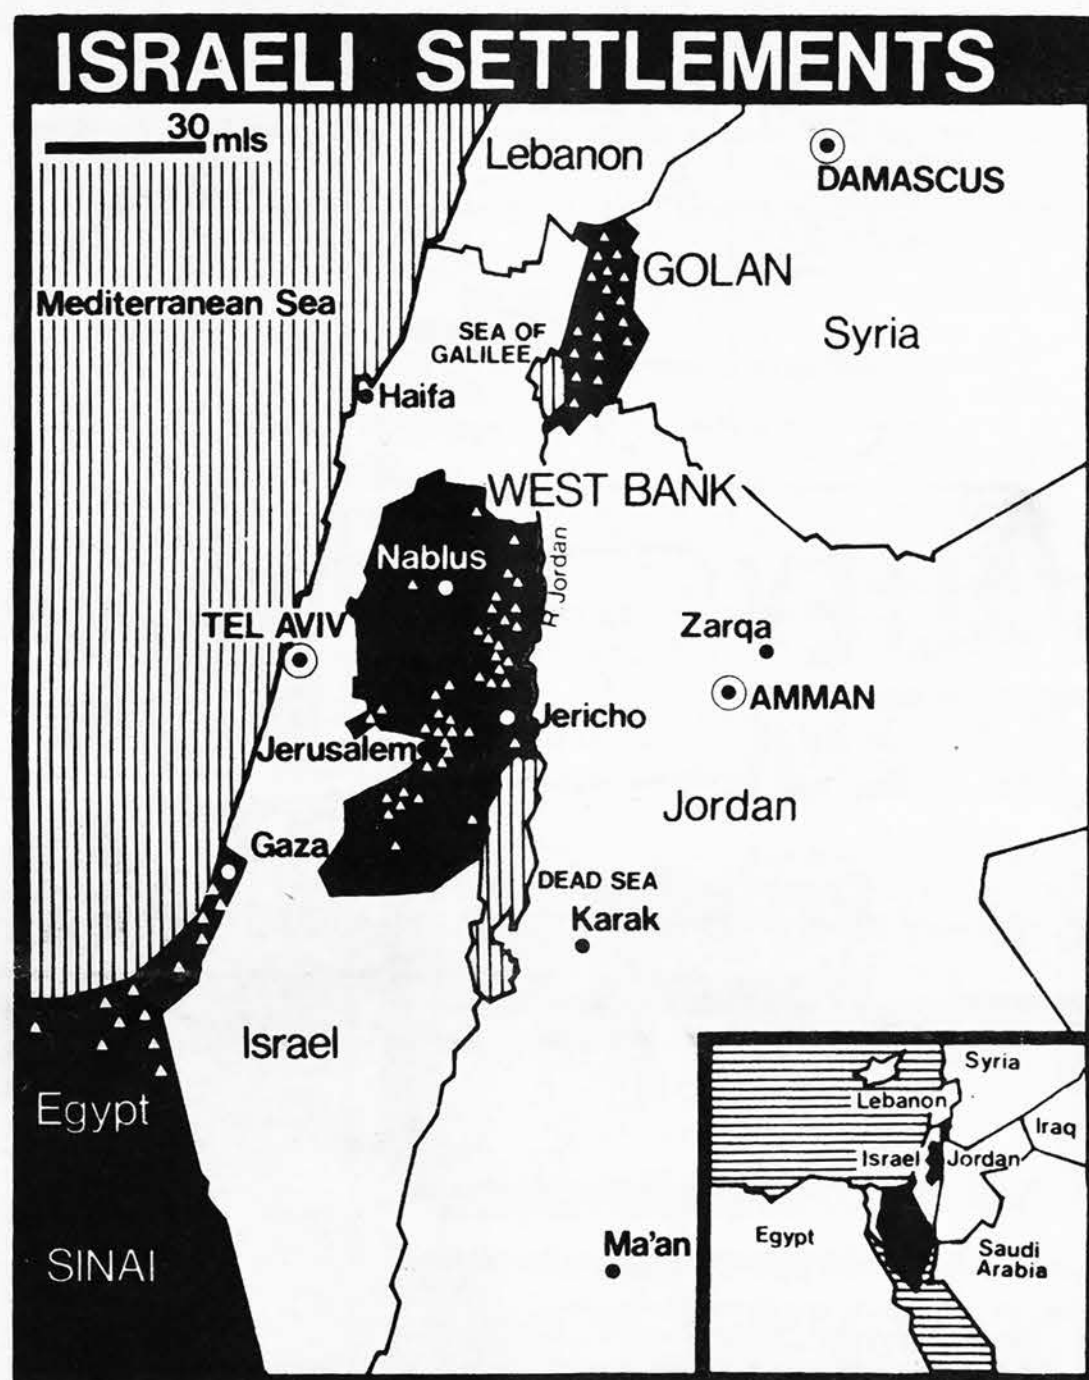 ISRAELI SETTLEMENTS
30 mls
Lebanon
DAMASCUS
GOLAN
Mediterranean Sea
SEA OF
GALILEE
Syria
Haifa
WEST BANK
Nablus
R. Jordan
TEL AVIV
Zarqa
AMMAN
Jericho
Jerusalem
Jordan
Gaza
DEAD SEA
Karak
Israel
Egypt
SINAI
Ma'an
Syria
Lebanon
Iraq
Israel
Jordan
Egypt
Saudi
Arabia